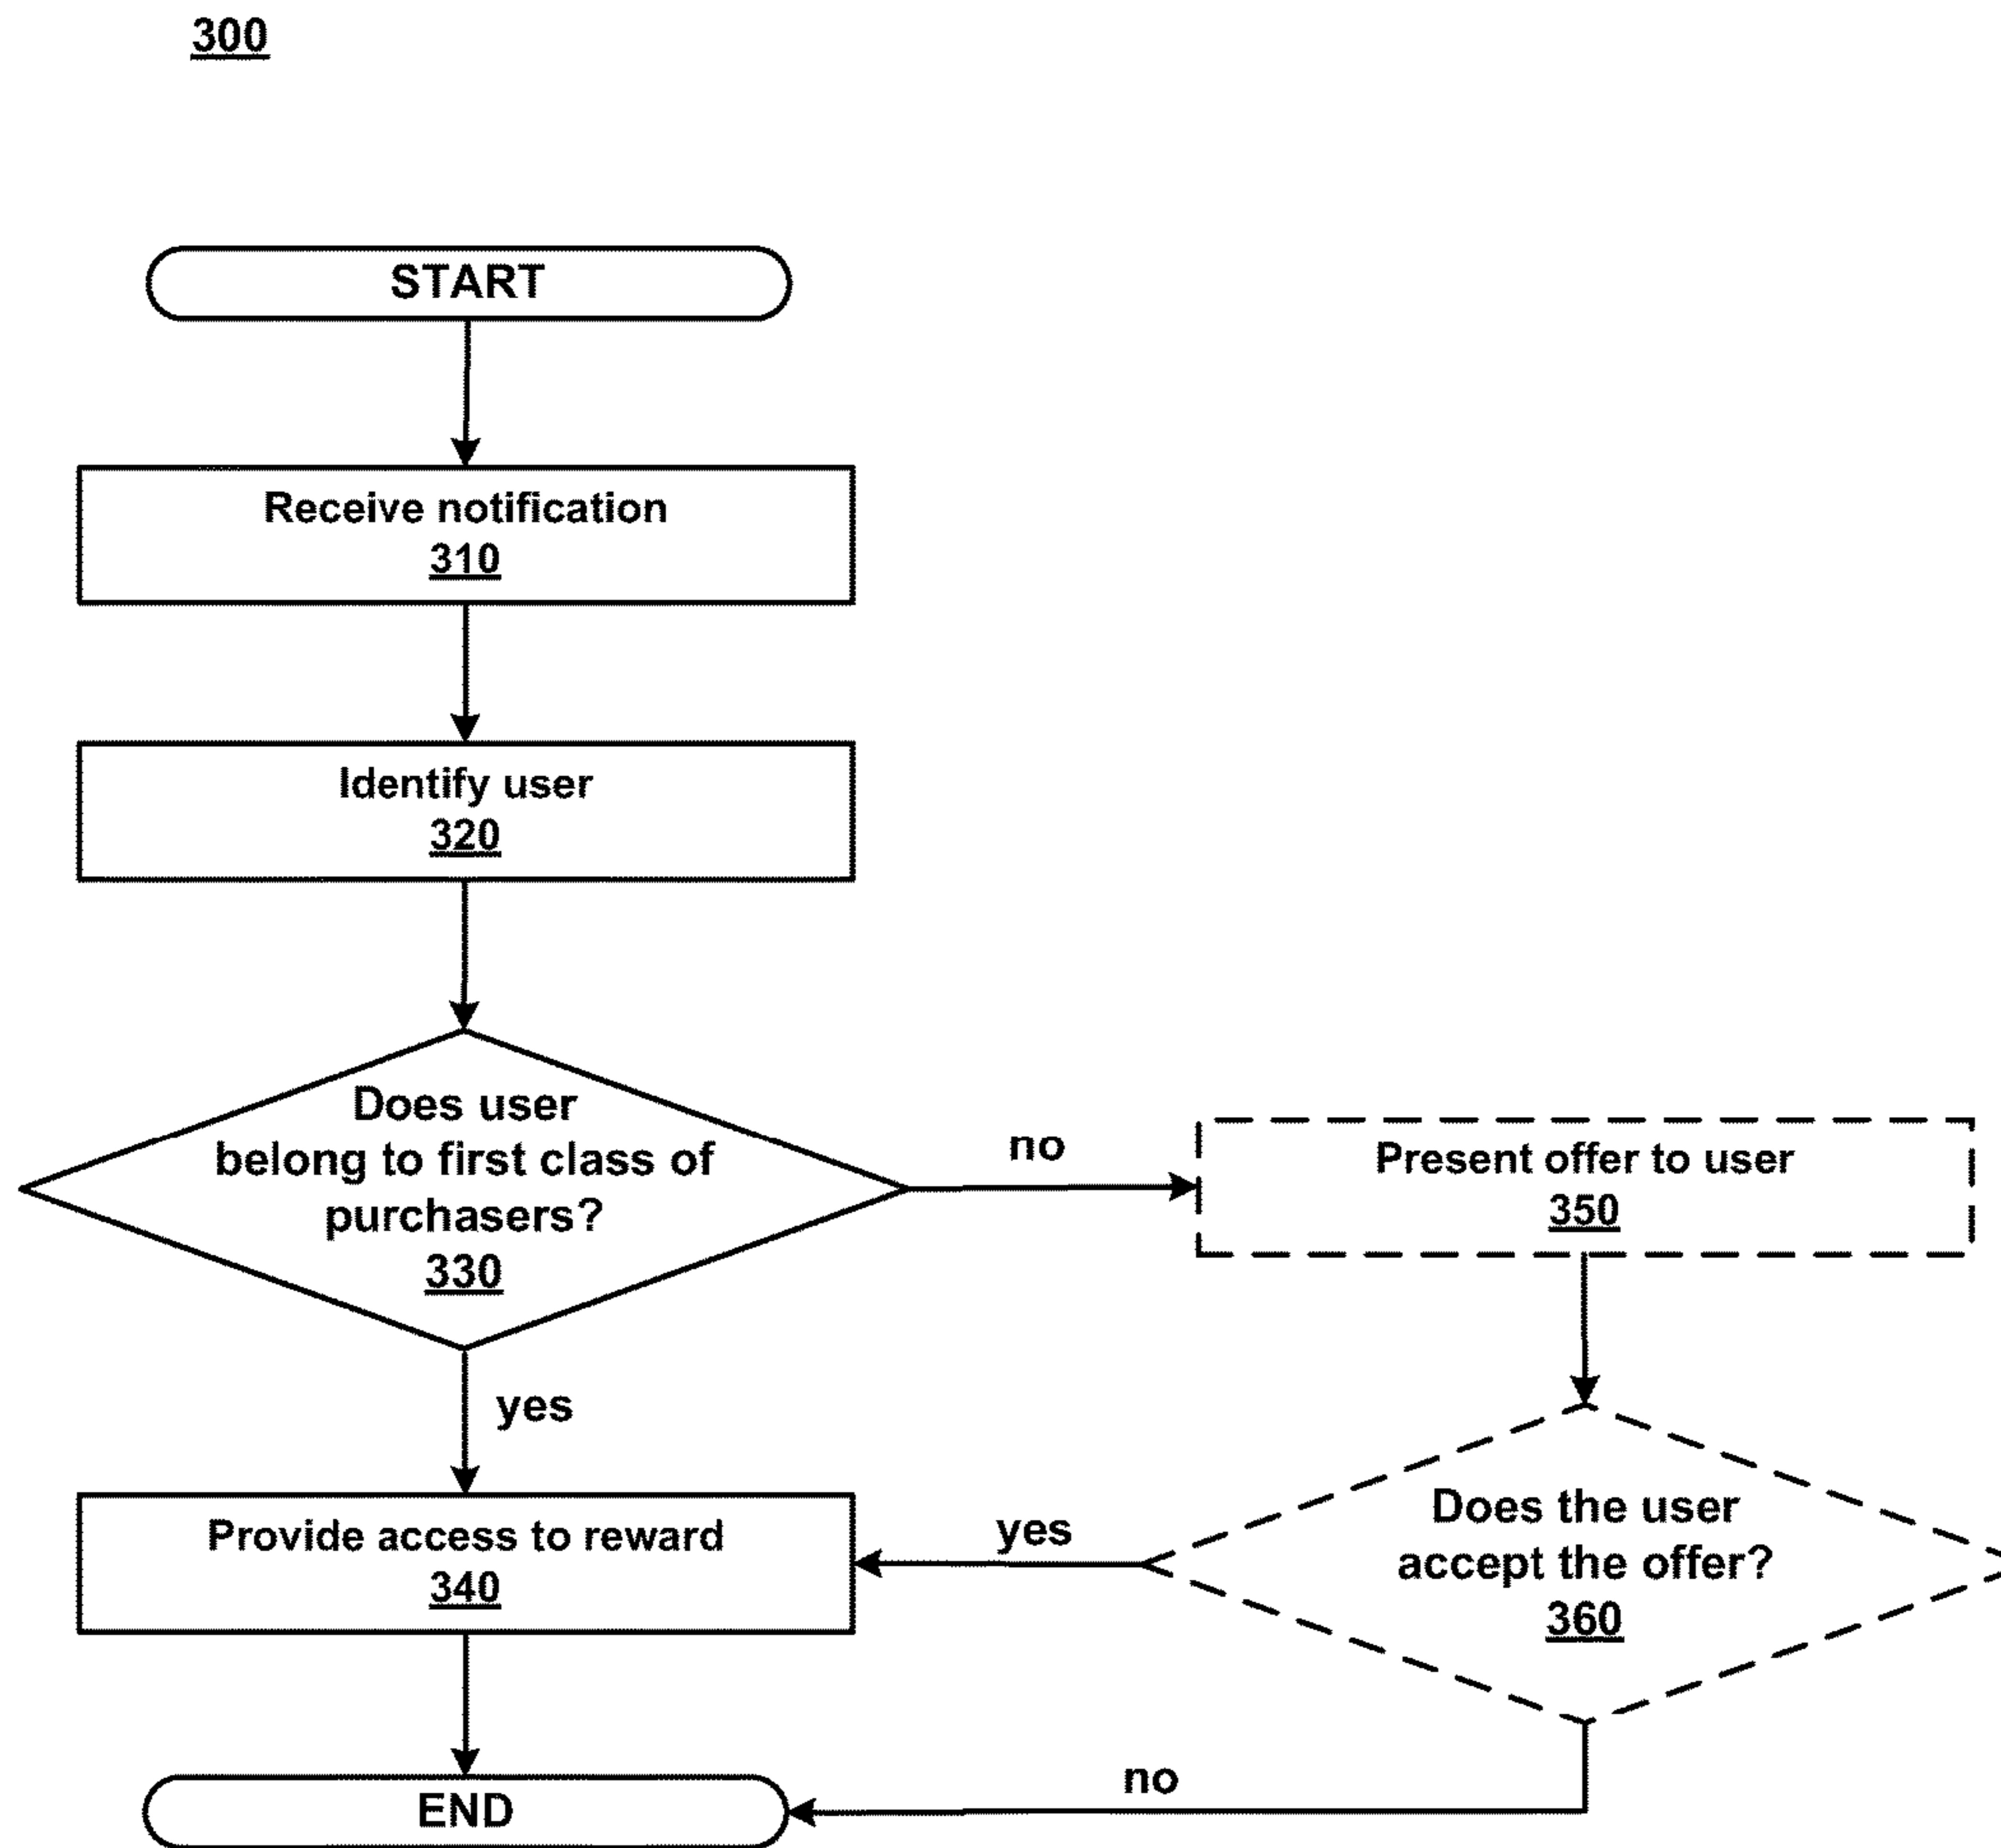 300
START
Receive notification
310
Identify user
320
Does user
belong to first class of
purchasers?
330
no
Present offer to user
350
yes
Provide access to reward
340
yes
Does the user
accept the offer?
360
no
END